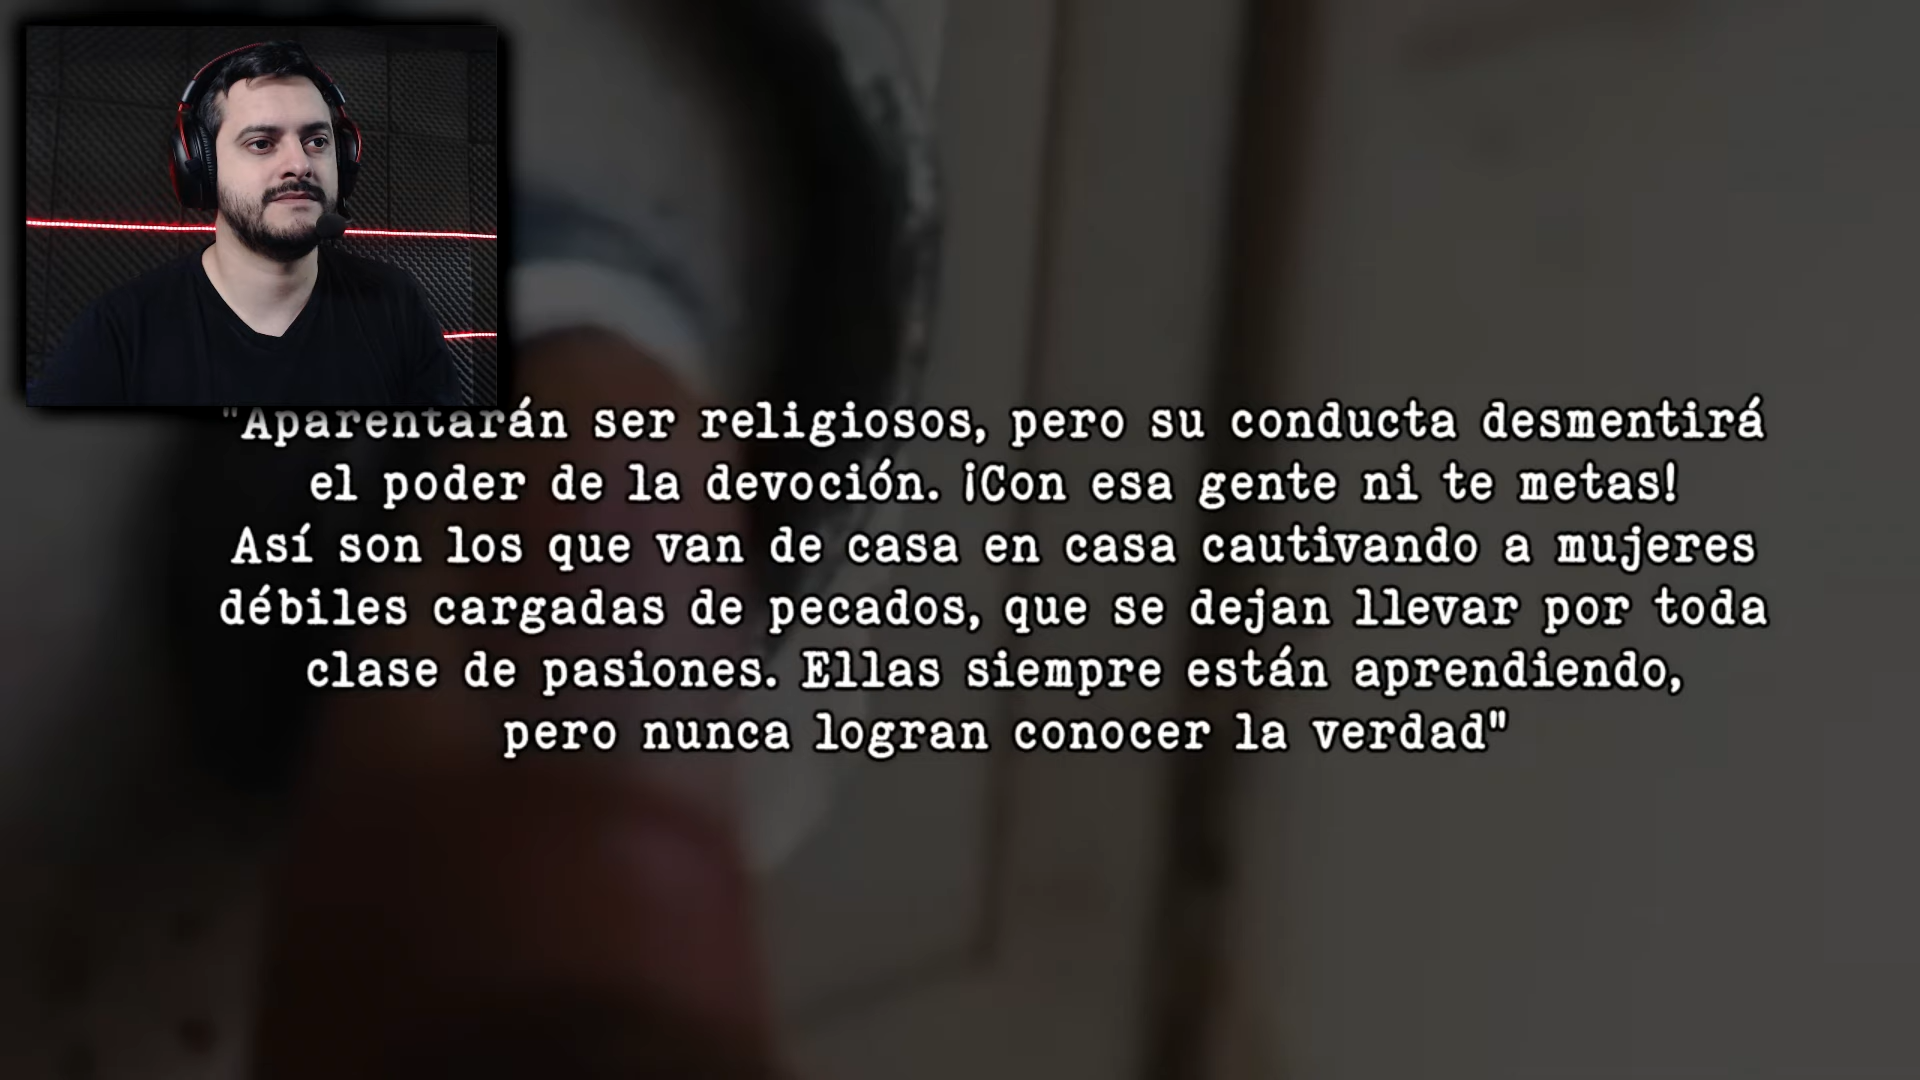 "Aparentarán ser religiosos, pero su conducta desmentirá
el poder de la devoción. ¡Con esa gente ni te metas!
Así son los que van de casa en casa cautivando a mujeres
débiles cargadas de pecados, que se dejan llevar por toda
clase de pasiones. Ellas siempre están aprendiendo,
pero nunca logran conocer la verdad"